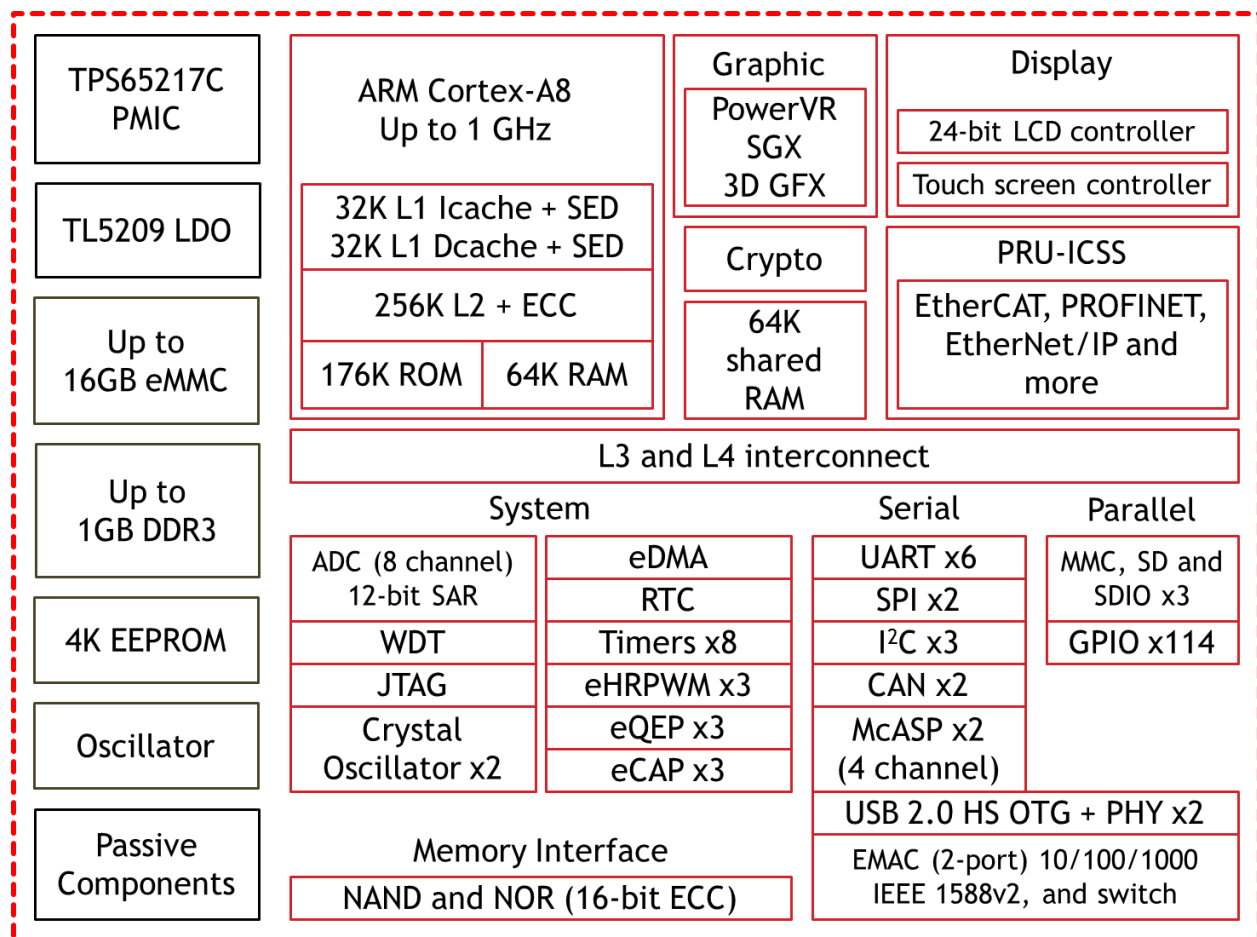 TPS65217C
PMIC
TL5209 LDO
Up to
16GB eMMC
Up to
1GB DDR3
4K EEPROM
Oscillator
Passive
Components
ARM Cortex-A8
Up to 1 GHz
32K L1 Icache + SED
32K L1 Dcache + SED
256K L2 + ECC
176K ROM
64K RAM
Graphic
PowerVR
SGX
3D GFX
Crypto
64K
shared
RAM
Display
24-bit LCD controller
Touch screen controller
PRU-ICSS
EtherCAT, PROFINET,
EtherNet/IP and
more
L3 and L4 interconnect
System
ADC (8 channel)
12-bit SAR
WDT
JTAG
Crystal
Oscillator x2
eDMA
RTC
Timers x8
eHRPWM x3
eQEP x3
eCAP x3
Serial
UART x6
SPI x2
I²C x3
CAN x2
McASP x2
(4 channel)
USB 2.0 HS OTG + PHY x2
EMAC (2-port) 10/100/1000
IEEE 1588v2, and switch
Parallel
MMC, SD and
SDIO x3
GPIO x114
Memory Interface
NAND and NOR (16-bit ECC)